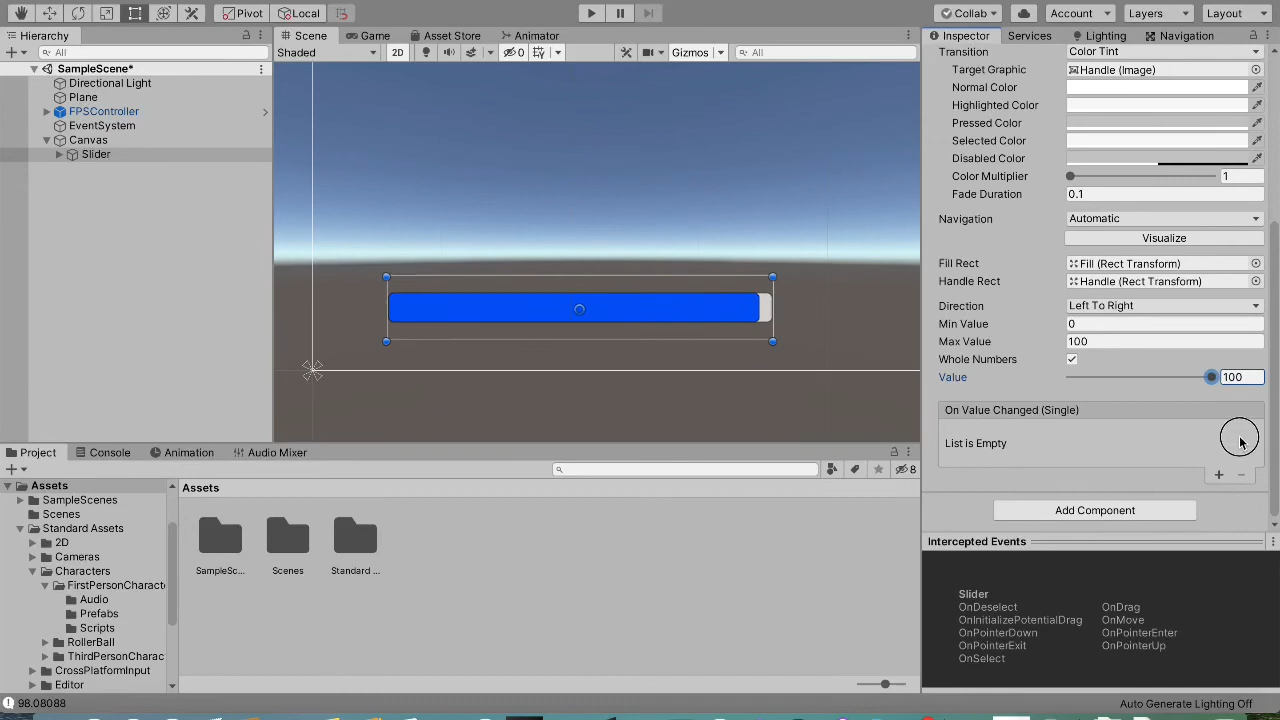 Pivot
Local
Collab
Account
Layers
Layout
Hierarchy
All
SampleScene*
Directional Light
Plane
FPSController
EventSystem
Canvas
Slider
Scene
Game
Asset Store
Animator
Shaded
2D
0
Gizmos
All
Inspector
Services
Lighting
Navigation
Transition
Color Tint
Target Graphic
Handle (Image)
Normal Color
Highlighted Color
Pressed Color
Selected Color
Disabled Color
Color Multiplier
1
Fade Duration
0.1
Navigation
Automatic
Visualize
Fill Rect
Fill (Rect Transform)
Handle Rect
Handle (Rect Transform)
Direction
Left To Right
Min Value
0
Max Value
100
Whole Numbers
Value
100
On Value Changed (Single)
List is Empty
Add Component
Intercepted Events
Slider
OnDeselect
OnDrag
OnInitializePotentialDrag
OnMove
OnPointerDown
OnPointerEnter
OnPointerExit
OnPointerUp
OnSelect
Project
Console
Animation
Audio Mixer
8
Assets
SampleScenes
Scenes
Standard Assets
2D
Cameras
Characters
FirstPersonCharacte
Audio
Prefabs
Scripts
RollerBall
ThirdPersonCharac
CrossPlatformInput
Editor
Assets
SampleSc...
Scenes
Standard ...
98.08088
Auto Generate Lighting Off